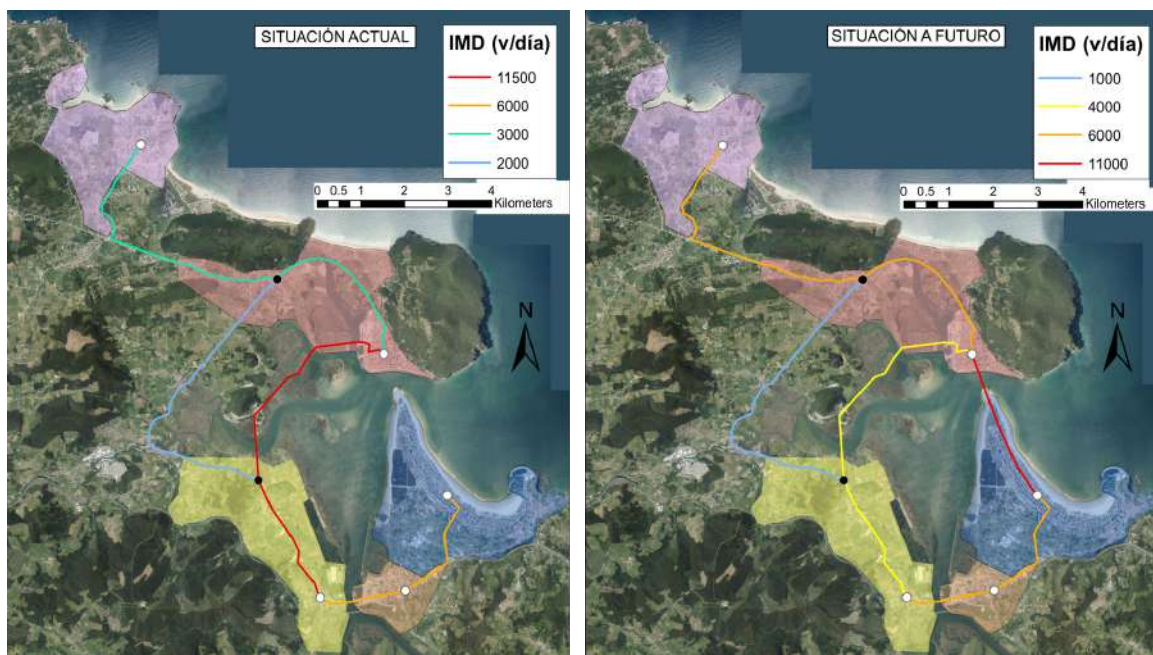 SITUACIÓN ACTUAL
IMD (v/día)
11500
6000
3000
2000
0 0.5 1 2 3 4
Kilometers
N
SITUACIÓN A FUTURO
IMD (v/día)
1000
4000
6000
11000
0 0.5 1 2 3 4
Kilometers
N